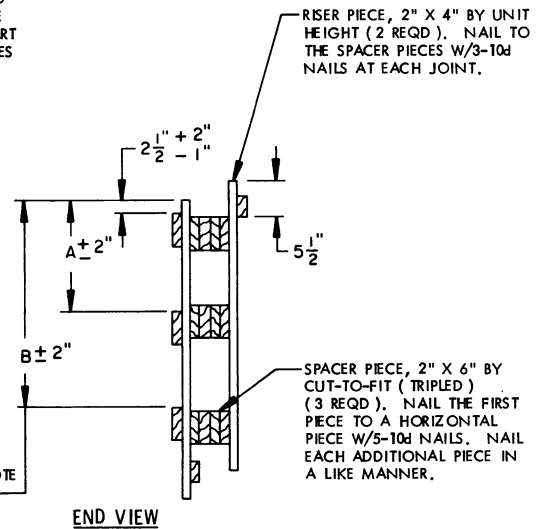 RT
ES
RISER PIECE, 2" X 4" BY UNIT
HEIGHT (2 REQD). NAIL TO
THE SPACER PIECES W/3-10d
NAILS AT EACH JOINT.
2 1/2" + 2"
- 1"
A ± 2"
5 1/2"
B ± 2"
SPACER PIECE, 2" X 6" BY
CUT-TO-FIT (TRIPLED)
(3 REQD). NAIL THE FIRST
PIECE TO A HORIZONTAL
PIECE W/5-10d NAILS. NAIL
EACH ADDITIONAL PIECE IN
A LIKE MANNER.
OTE
END VIEW